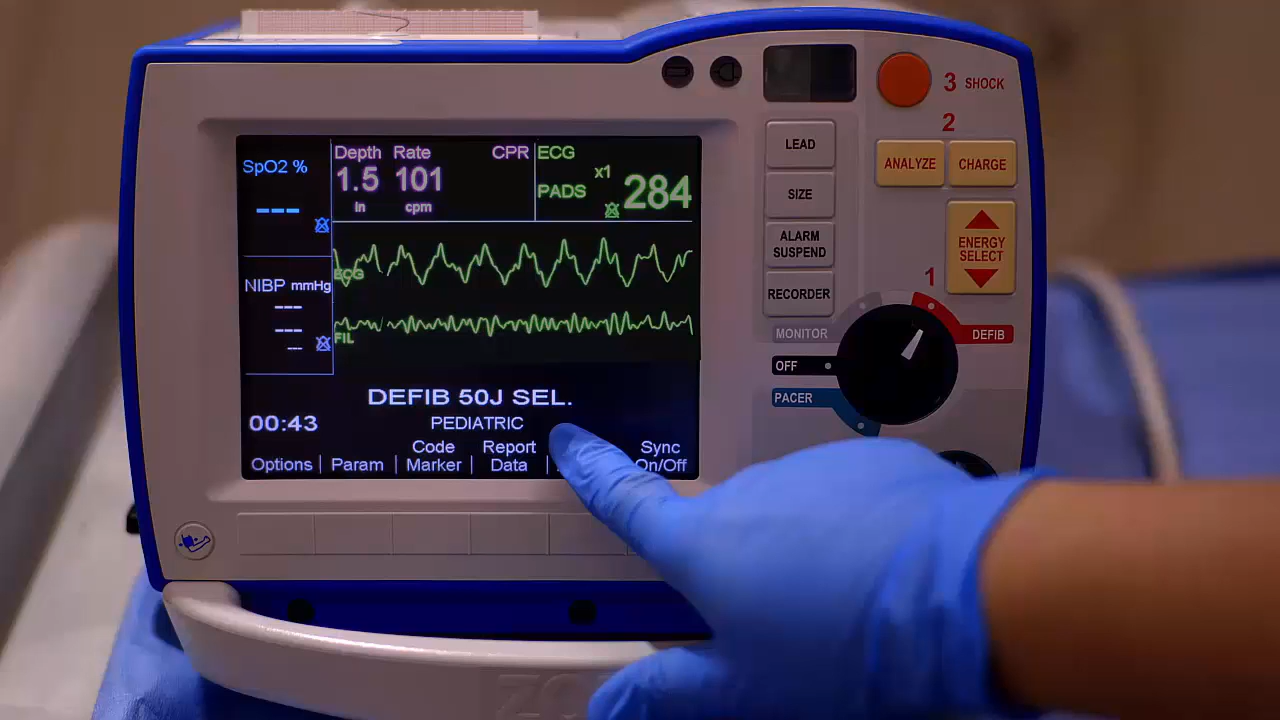 3 SHOCK
2
LEAD
ANALYZE
CHARGE
SpO2 %
Depth Rate CPR
1.5 101
in cpm
ECG
x1
PADS
284
SIZE
ALARM
SUSPEND
ENERGY
SELECT
ECG
NIBP mmHg
RECORDER
1
FIL
MONITOR
DEFIB
OFF
PACER
DEFIB 50J SEL.
00:43
PEDIATRIC
Options
Param
Code
Marker
Report
Data
Sync
On/Off